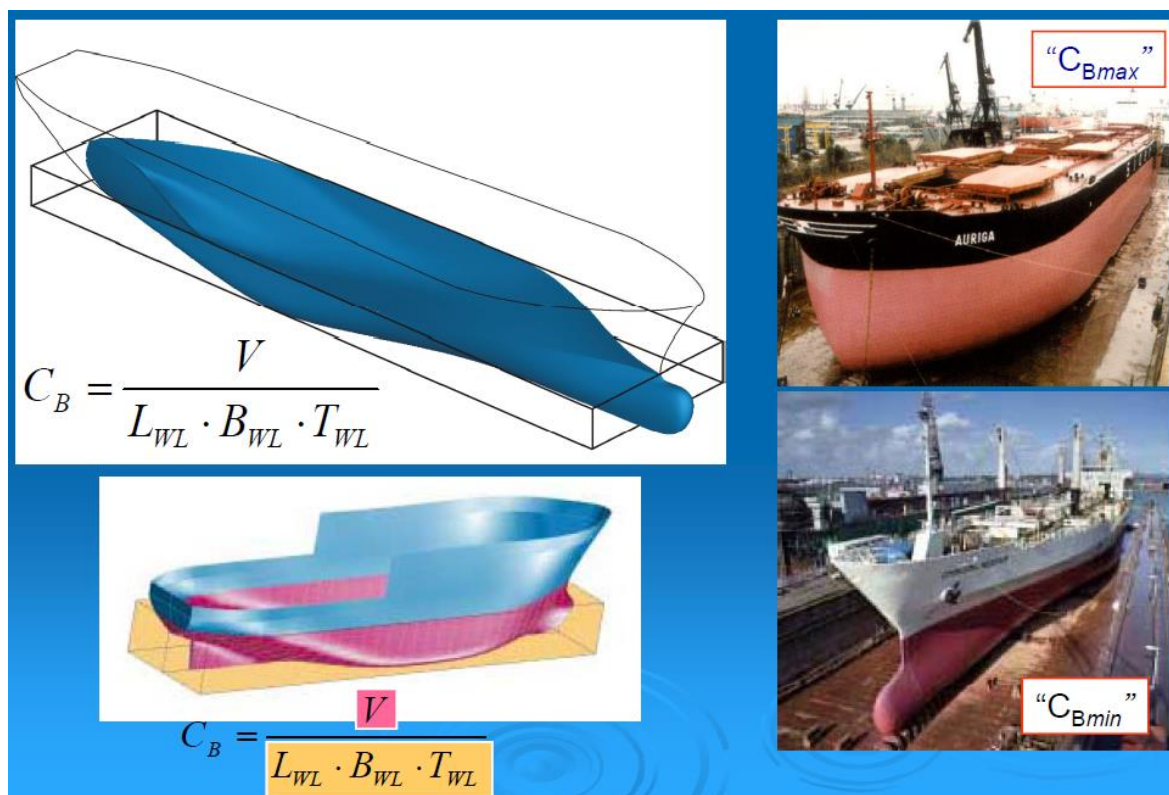 C_B = V / (L_WL · B_WL · T_WL)
"C_Bmax"
AURIGA
C_B = V / (L_WL · B_WL · T_WL)
"C_Bmin"